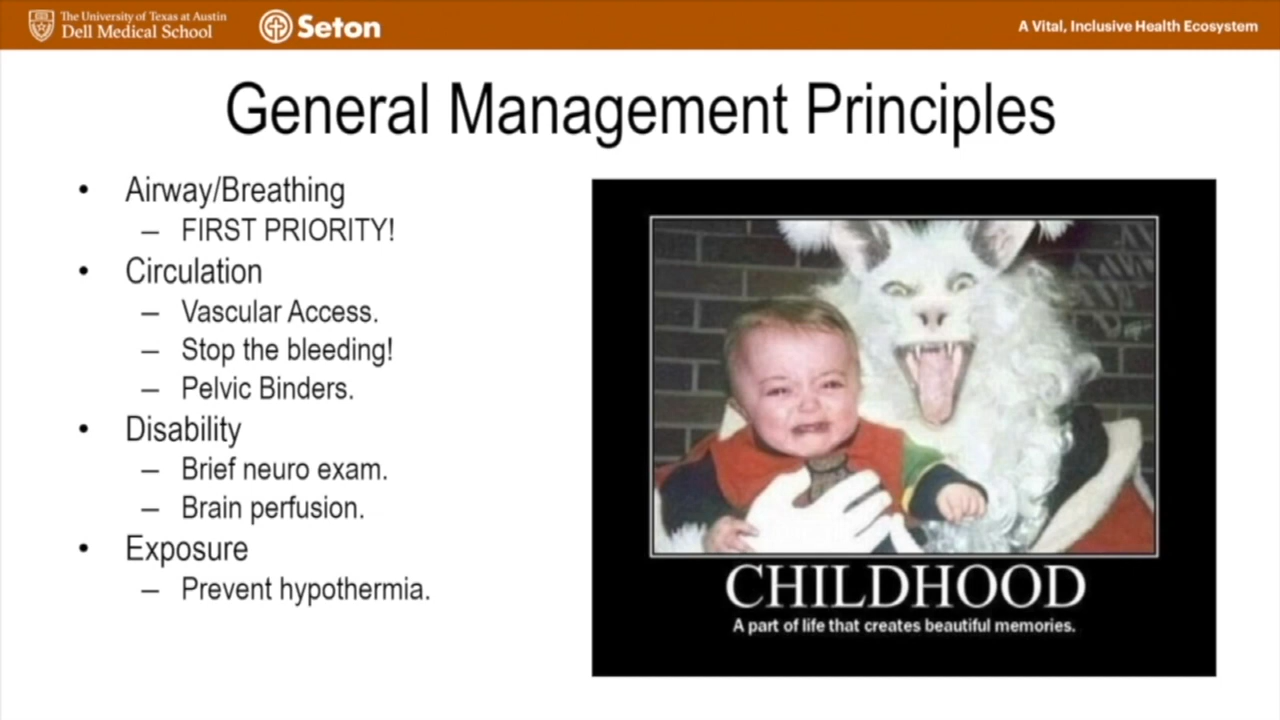 The University of Texas at Austin
Dell Medical School
Seton
A Vital, Inclusive Health Ecosystem
General Management Principles
• Airway/Breathing
– FIRST PRIORITY!
• Circulation
– Vascular Access.
– Stop the bleeding!
– Pelvic Binders.
• Disability
– Brief neuro exam.
– Brain perfusion.
• Exposure
– Prevent hypothermia.
CHILDHOOD
A part of life that creates beautiful memories.